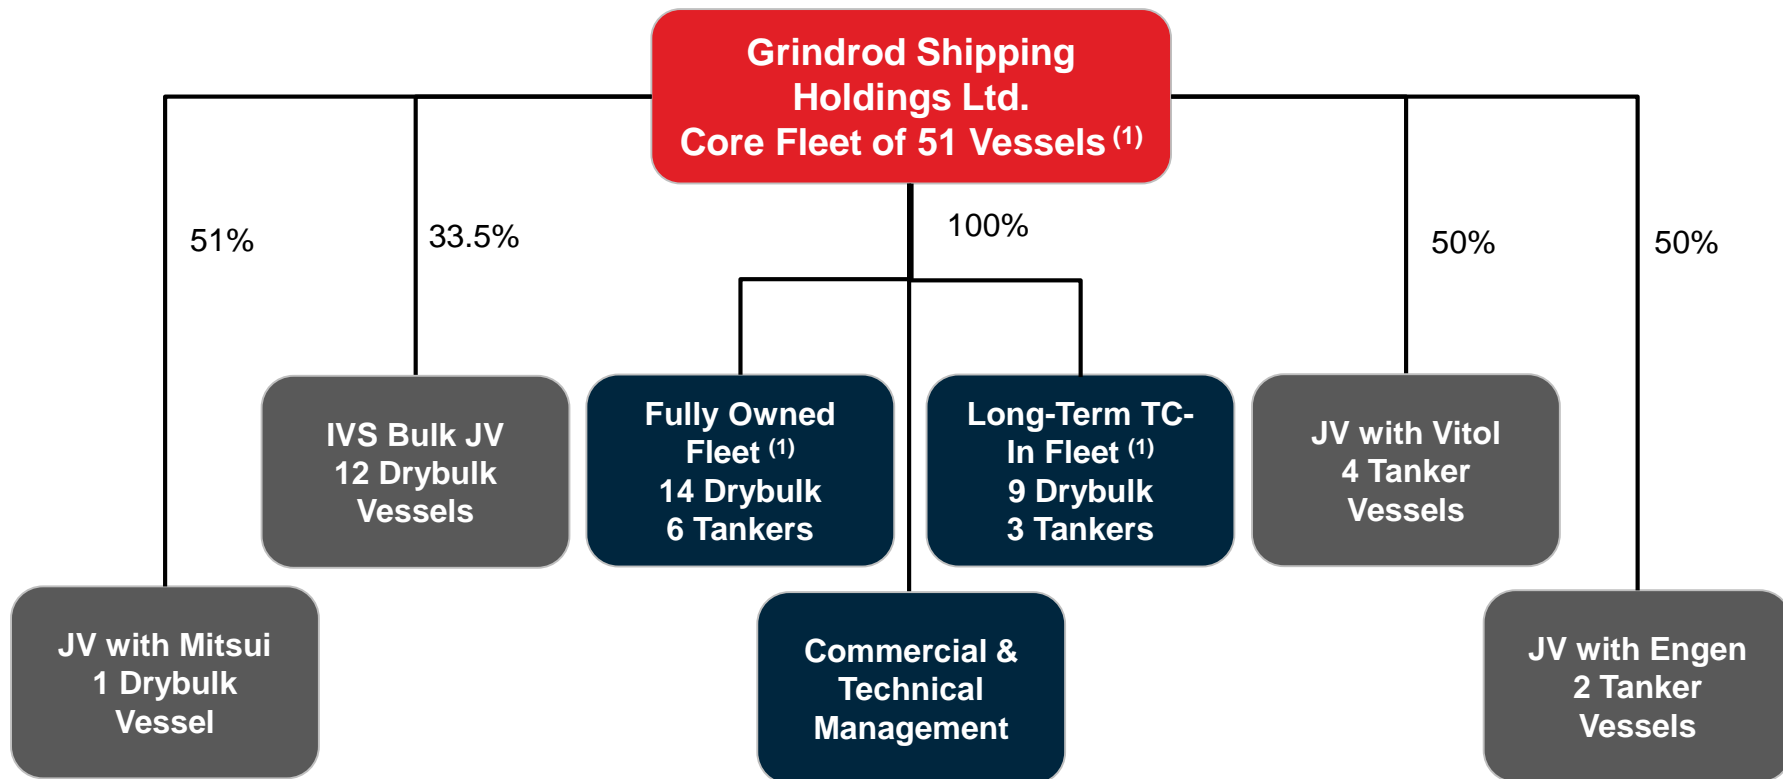 Grindrod Shipping
Holdings Ltd.
Core Fleet of 51 Vessels (1)
51%
33.5%
100%
50%
50%
IVS Bulk JV
12 Drybulk
Vessels
Fully Owned
Fleet (1)
14 Drybulk
6 Tankers
Long-Term TC-
In Fleet (1)
9 Drybulk
3 Tankers
JV with Vitol
4 Tanker
Vessels
JV with Mitsui
1 Drybulk
Vessel
Commercial &
Technical
Management
JV with Engen
2 Tanker
Vessels